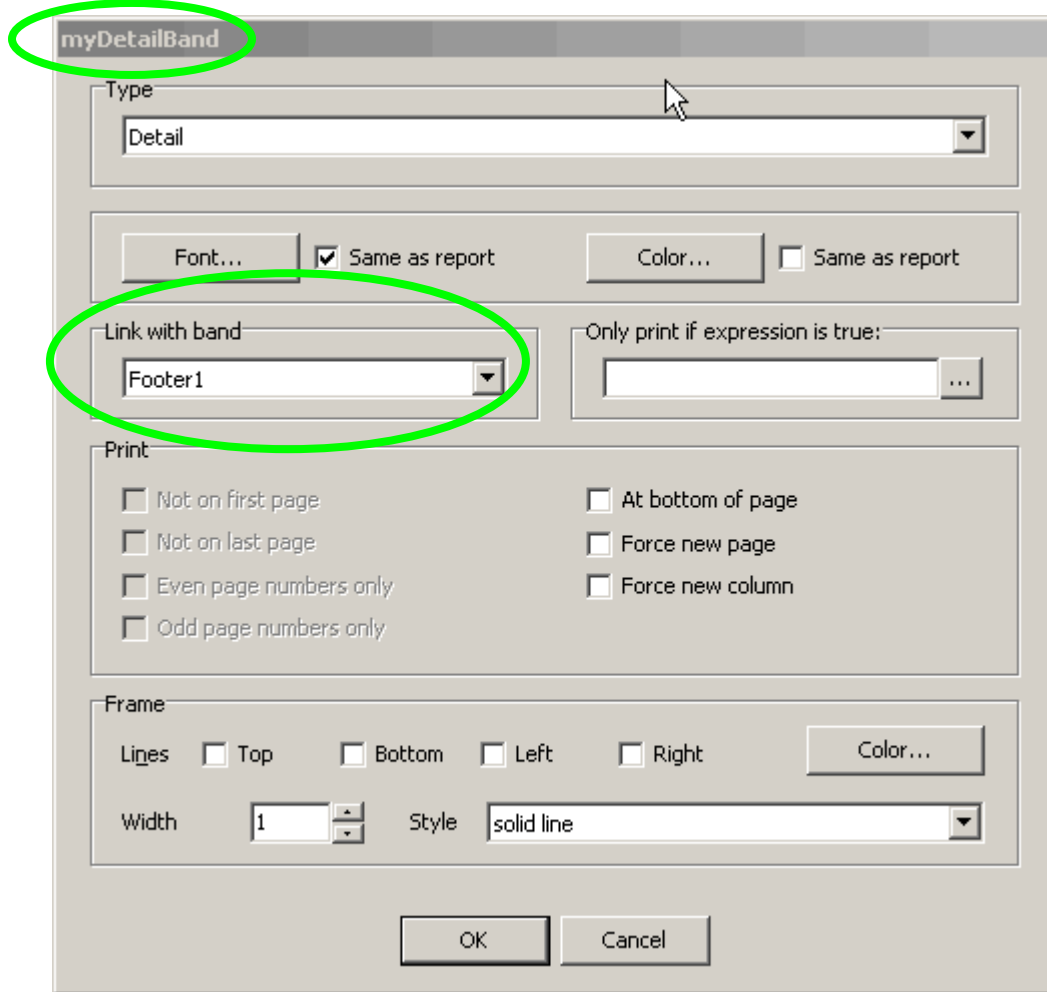 myDetailBand
Type
Detail
Font... Same as report Color... Same as report
Link with band Only print if expression is true:
Footer1 ...
Print
Not on first page At bottom of page
Not on last page Force new page
Even page numbers only Force new column
Odd page numbers only
Frame
Lines Top Bottom Left Right Color...
Width 1 Style solid line
OK Cancel